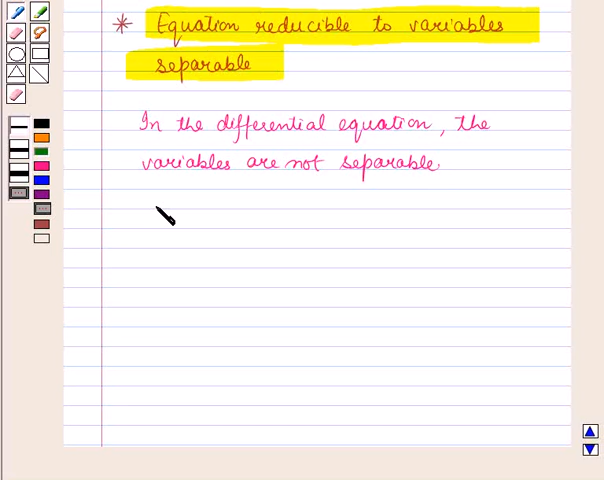 * Equation reducible to variables
separable
In the differential equation, the
variables are not separable